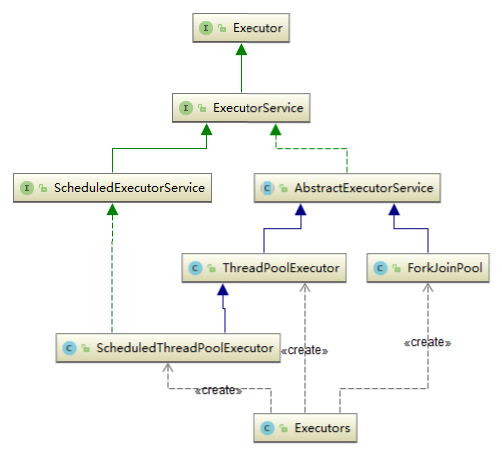 I Executor
I ExecutorService
I ScheduledExecutorService
C AbstractExecutorService
C ThreadPoolExecutor
C ForkJoinPool
C ScheduledThreadPoolExecutor
«create»
«create»
«create»
C Executors